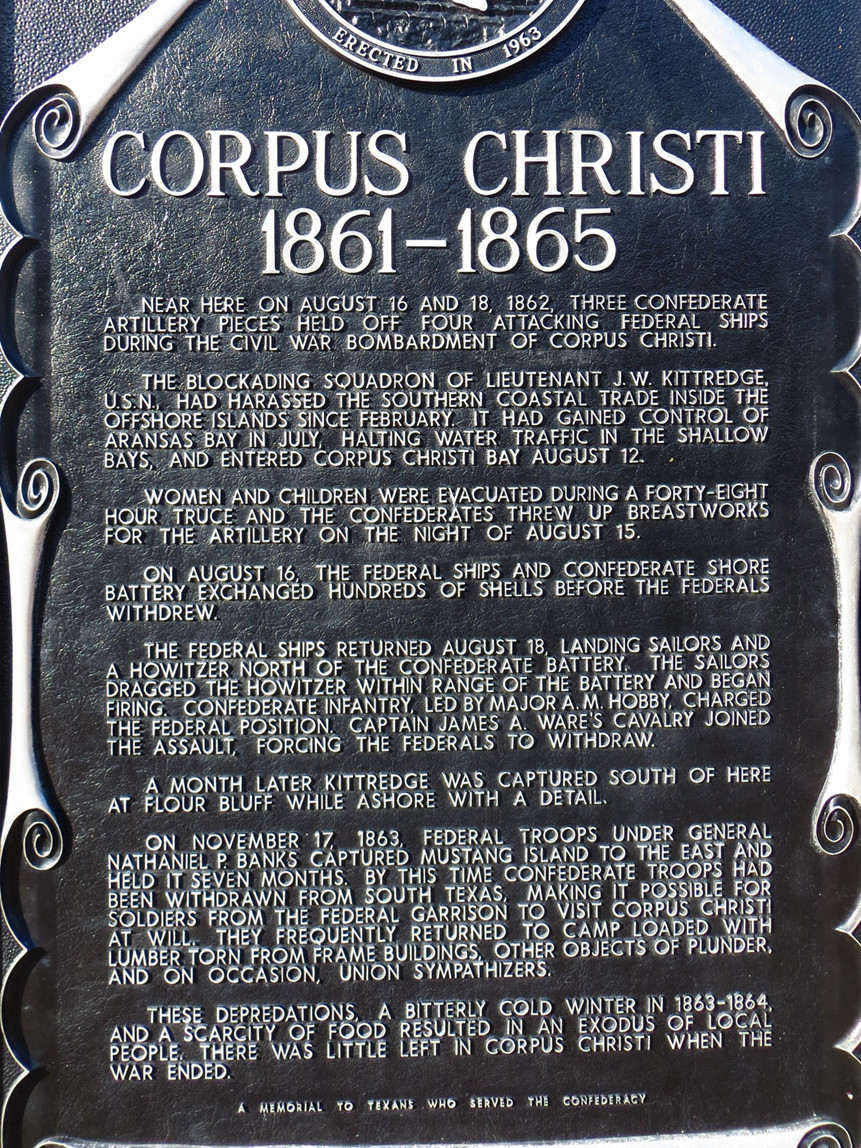 ERECTED IN 1963
CORPUS CHRISTI
1861–1865
NEAR HERE ON AUGUST 16 AND 18, 1862, THREE CONFEDERATE
ARTILLERY PIECES HELD OFF FOUR ATTACKING FEDERAL SHIPS
DURING THE CIVIL WAR BOMBARDMENT OF CORPUS CHRISTI.
THE BLOCKADING SQUADRON OF LIEUTENANT J. W. KITTREDGE,
U.S.N., HAD HARASSED THE SOUTHERN COASTAL TRADE INSIDE THE
OFFSHORE ISLANDS SINCE FEBRUARY. IT HAD GAINED CONTROL OF
ARANSAS BAY IN JULY, HALTING WATER TRAFFIC IN THE SHALLOW
BAYS, AND ENTERED CORPUS CHRISTI BAY AUGUST 12.
WOMEN AND CHILDREN WERE EVACUATED DURING A FORTY-EIGHT
HOUR TRUCE AND THE CONFEDERATES THREW UP BREASTWORKS
FOR THE ARTILLERY ON THE NIGHT OF AUGUST 15.
ON AUGUST 16, THE FEDERAL SHIPS AND CONFEDERATE SHORE
BATTERY EXCHANGED HUNDREDS OF SHELLS BEFORE THE FEDERALS
WITHDREW.
THE FEDERAL SHIPS RETURNED AUGUST 18, LANDING SAILORS AND
A HOWITZER NORTH OF THE CONFEDERATE BATTERY. THE SAILORS
DRAGGED THE HOWITZER WITHIN RANGE OF THE BATTERY AND BEGAN
FIRING. CONFEDERATE INFANTRY, LED BY MAJOR A. M. HOBBY, CHARGED
THE FEDERAL POSITION. CAPTAIN JAMES A. WARE'S CAVALRY JOINED
THE ASSAULT, FORCING THE FEDERALS TO WITHDRAW.
A MONTH LATER KITTREDGE WAS CAPTURED SOUTH OF HERE
AT FLOUR BLUFF WHILE ASHORE WITH A DETAIL.
ON NOVEMBER 17, 1863, FEDERAL TROOPS UNDER GENERAL
NATHANIEL P. BANKS CAPTURED MUSTANG ISLAND TO THE EAST AND
HELD IT SEVEN MONTHS. BY THIS TIME CONFEDERATE TROOPS HAD
BEEN WITHDRAWN FROM SOUTH TEXAS, MAKING IT POSSIBLE FOR
SOLDIERS FROM THE FEDERAL GARRISON TO VISIT CORPUS CHRISTI
AT WILL. THEY FREQUENTLY RETURNED TO CAMP LOADED WITH
LUMBER TORN FROM FRAME BUILDINGS, OTHER OBJECTS OF PLUNDER,
AND ON OCCASION, UNION SYMPATHIZERS.
THESE DEPREDATIONS, A BITTERLY COLD WINTER IN 1863-1864,
AND A SCARCITY OF FOOD RESULTED IN AN EXODUS OF LOCAL
PEOPLE. THERE WAS LITTLE LEFT IN CORPUS CHRISTI WHEN THE
WAR ENDED.
A MEMORIAL TO TEXANS WHO SERVED THE CONFEDERACY